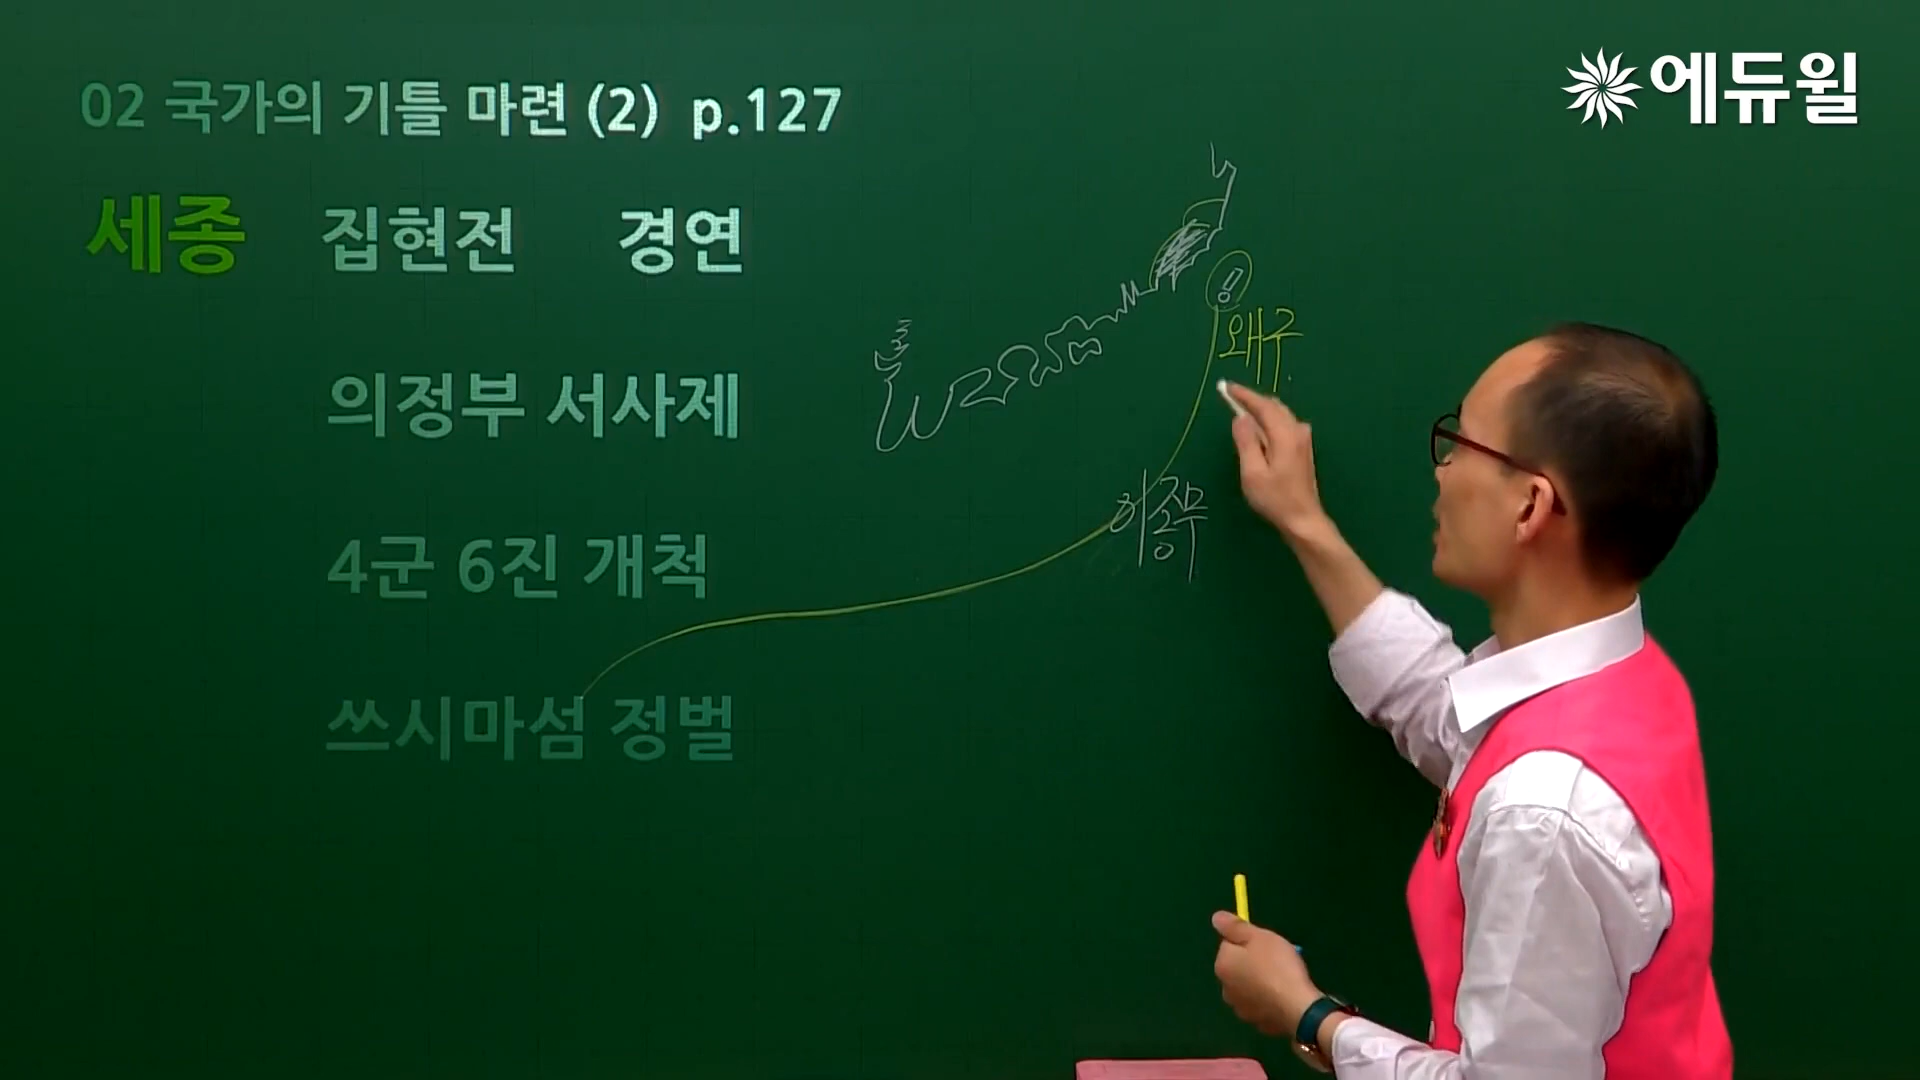 에듀윌
02 국가의 기틀 마련 (2) p.127
세종 집현전 경연
의정부 서사제
4군 6진 개척
쓰시마섬 정벌
왜구
이종무